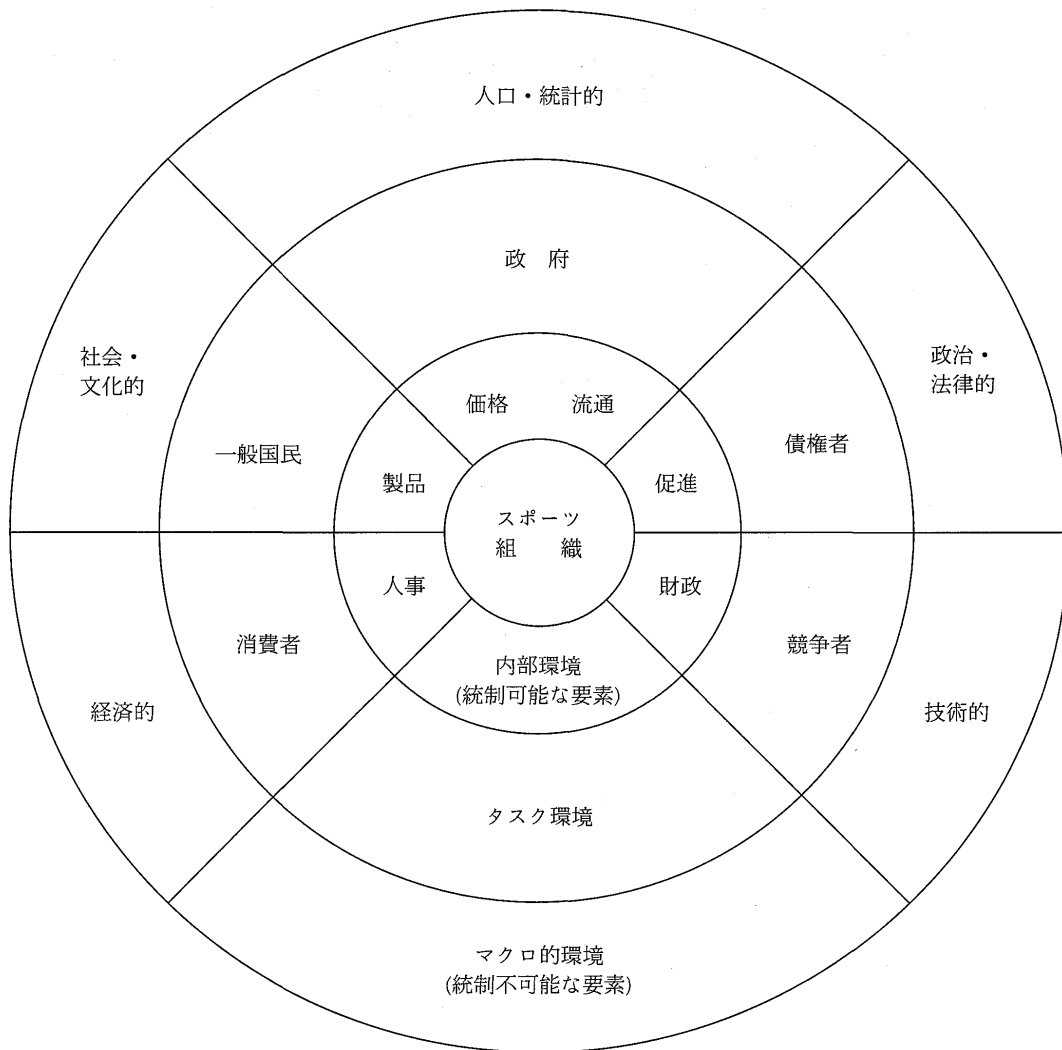 人口・統計的
政　府
社会・
文化的
政治・
法律的
価格
流通
一般国民
債権者
製品
促進
スポーツ
組　　織
人事
財政
消費者
競争者
内部環境
(統制可能な要素)
経済的
技術的
タスク環境
マクロ的環境
(統制不可能な要素)